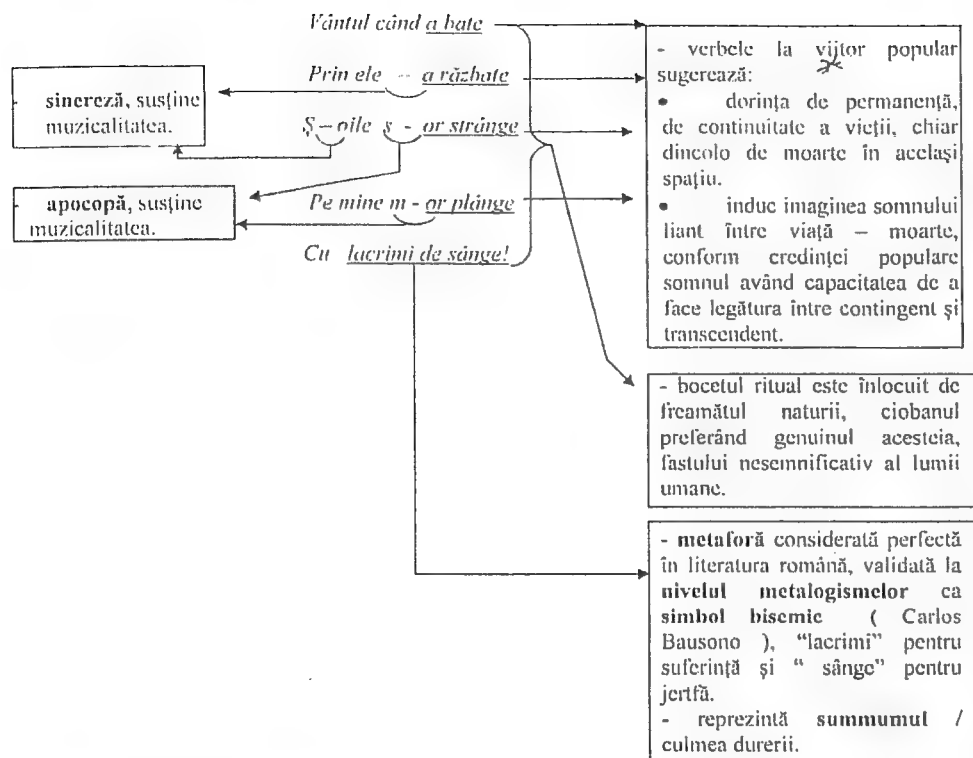 Vântul când a bate
Prin ele – a răzbate
Ș – oile s - or strânge
Pe mine m - or plânge
Cu lacrimi de sânge!
- sinereză, susține
muzicalitatea.
- apocopă, susține
muzicalitatea.
- verbele la vijtor popular
sugerează:
• dorința de permanență,
de continuitate a vieții, chiar
dincolo de moarte în același
spațiu.
• induc imaginea somnului
liant între viață – moarte,
conform credinței populare
somnul având capacitatea de a
face legătura între contingent și
transcendent.
- bocetul ritual este înlocuit de
freamătul naturii, ciobanul
preferând genuinul acesteia,
fastului nesemnificativ al lumii
umane.
- metaforă considerată perfectă
în literatura română, validată la
nivelul metalogismelor ca
simbol bisemic ( Carlos
Bausono ), “lacrimi” pentru
suferință și “ sânge” pentru
jertfă.
- reprezintă summumul /
culmea durerii.